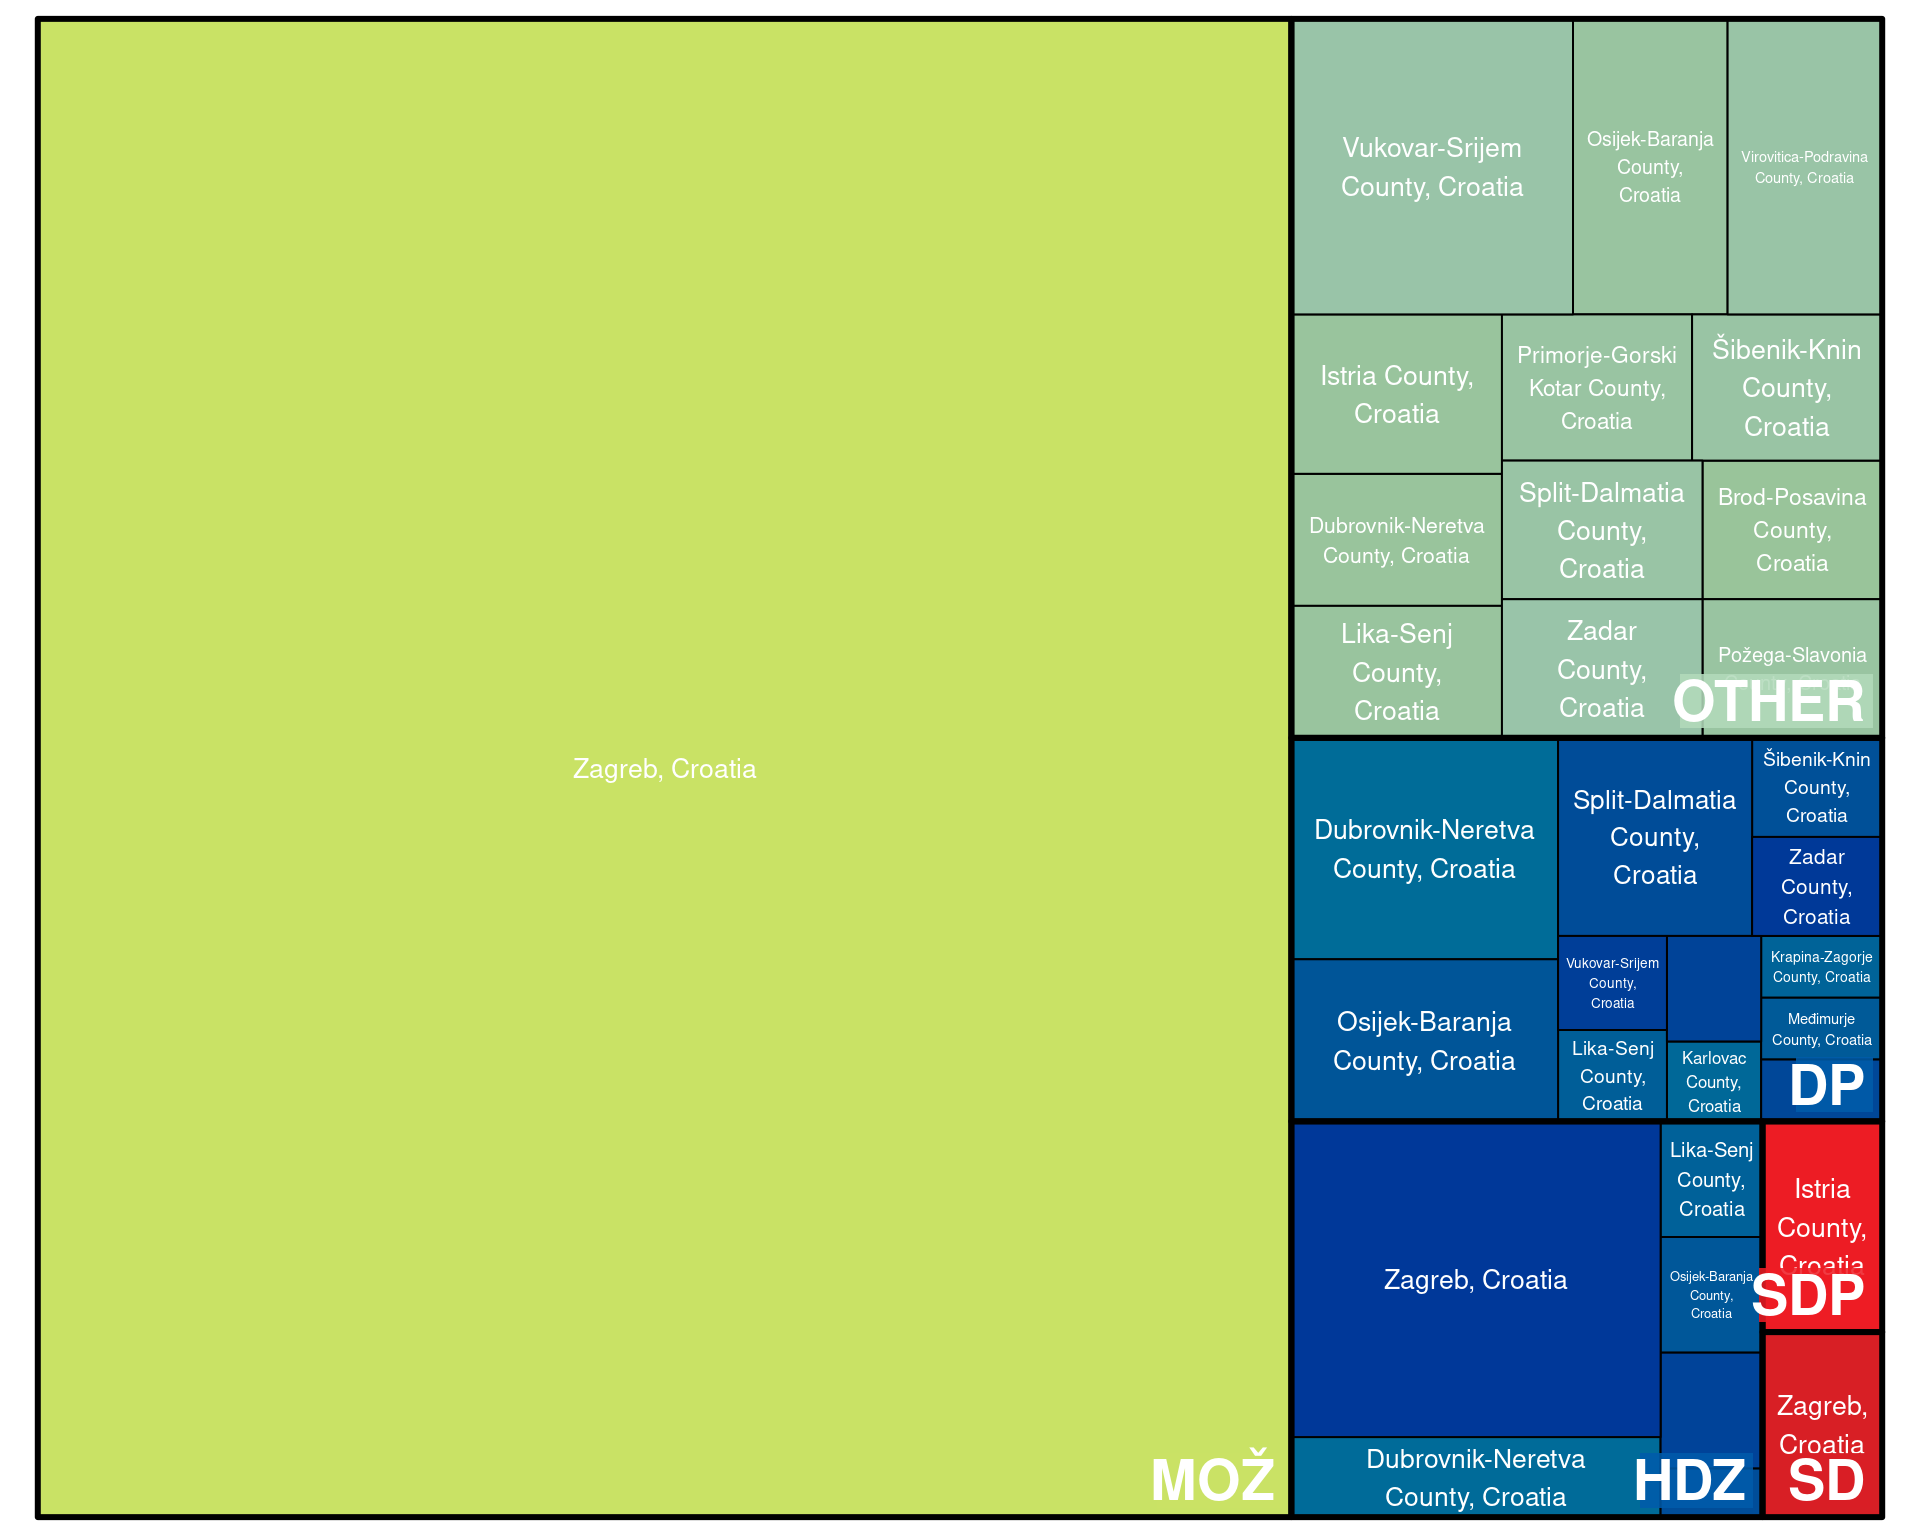 Zagreb, Croatia
MOŽ
Vukovar-Srijem
County, Croatia
Osijek-Baranja
County,
Croatia
Virovitica-Podravina
County, Croatia
Istria County,
Croatia
Primorje-Gorski
Kotar County,
Croatia
Šibenik-Knin
County,
Croatia
Dubrovnik-Neretva
County, Croatia
Split-Dalmatia
County,
Croatia
Brod-Posavina
County,
Croatia
Lika-Senj
County,
Croatia
Zadar
County,
Croatia
Požega-Slavonia
OTHER
Dubrovnik-Neretva
County, Croatia
Split-Dalmatia
County,
Croatia
Šibenik-Knin
County,
Croatia
Zadar
County,
Croatia
Osijek-Baranja
County, Croatia
Vukovar-Srijem
County,
Croatia
Lika-Senj
County,
Croatia
Karlovac
County,
Croatia
Krapina-Zagorje
County, Croatia
Međimurje
County, Croatia
DP
Zagreb, Croatia
Lika-Senj
County,
Croatia
Osijek-Baranja
County,
Croatia
Dubrovnik-Neretva
County, Croatia
HDZ
Istria
County,
Croatia
SDP
Zagreb,
Croatia
SD